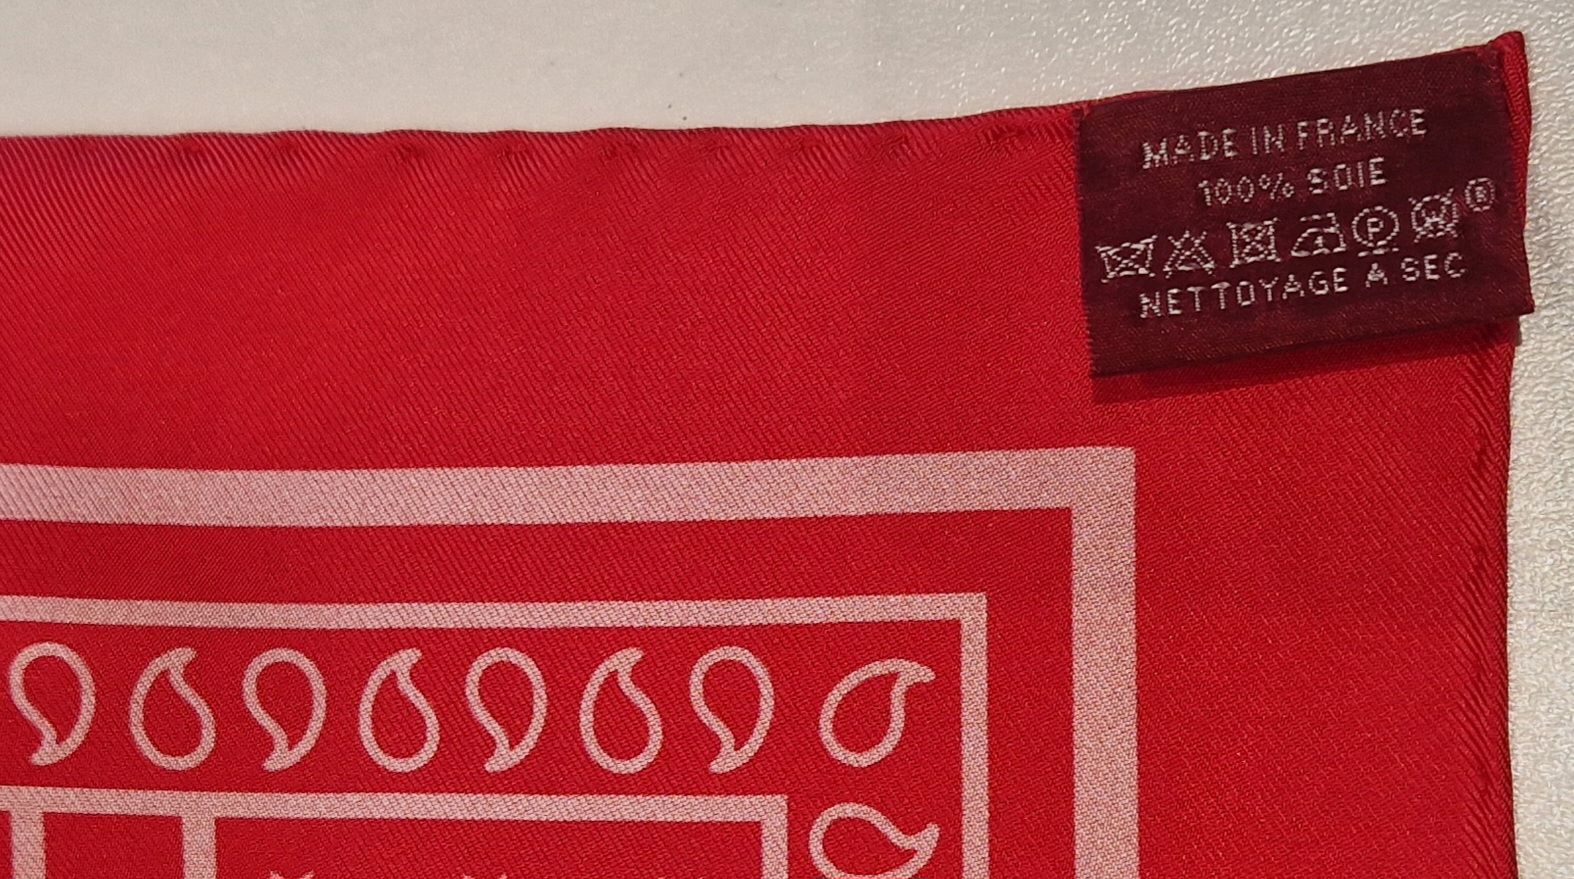 MADE IN FRANCE
100% SOIE
P W ®
NETTOYAGE A SEC